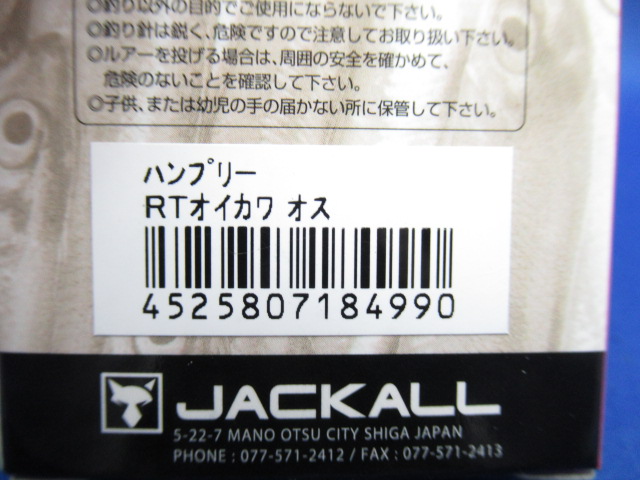 ◎釣り以外の目的でご使用にならないで下さい。
◎釣り針は鋭く、危険ですので注意してお取り扱い下さい。
◎ルアーを投げる場合は、周囲の安全を確かめて、
危険のないことを確認して下さい。
◎子供、または幼児の手の届かない所に保管して下さい。
ハンプリー
RTオイカワ オス
4525807184990
JACKALL
5-22-7 MANO OTSU CITY SHIGA JAPAN
PHONE : 077-571-2412 / FAX : 077-571-2413